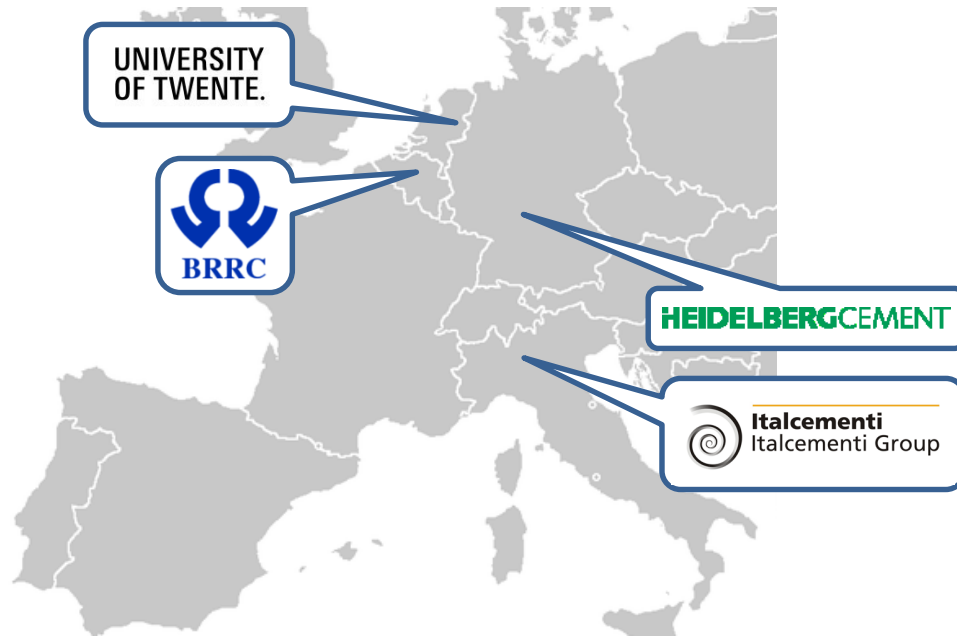 UNIVERSITY
OF TWENTE.
BRRC
HEIDELBERGCEMENT
Italcementi
Italcementi Group